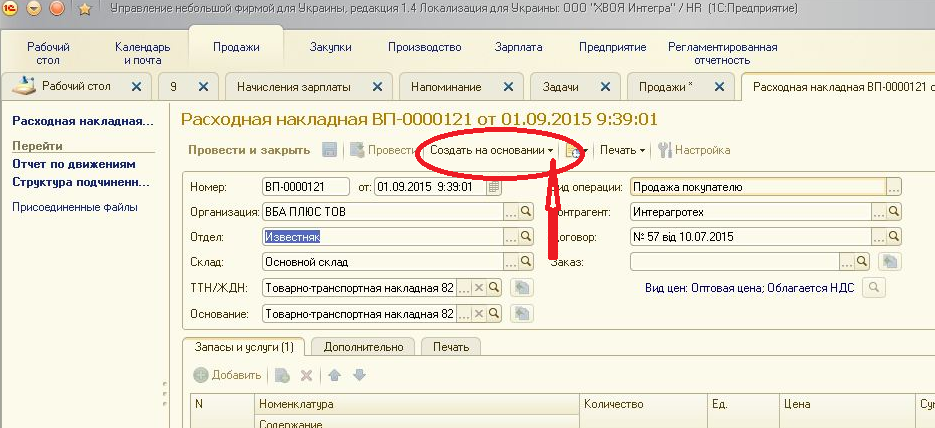 Управление небольшой фирмой для Украины, редакция 1.4 Локализация для Украины: ООО "ХВОЯ Интегра" / HR (1С:Предприятие)
Рабочий стол
Календарь и почта
Продажи
Закупки
Производство
Зарплата
Предприятие
Регламентированная отчетность
Рабочий стол
9
Начисления зарплаты
Напоминание
Задачи
Продажи *
Расходная накладная ВП-0000121 о
Расходная накладная...
Перейти
Отчет по движениям
Структура подчиненн...
Присоединенные файлы
Расходная накладная ВП-0000121 от 01.09.2015 9:39:01
Провести и закрыть Провести Создать на основании Печать Настройка
Номер: ВП-0000121 от: 01.09.2015 9:39:01 Вид операции: Продажа покупателю
Организация: ВБА ПЛЮС ТОВ Контрагент: Интерагротех
Отдел: Известняк Договор: № 57 від 10.07.2015
Склад: Основной склад Заказ:
ТТН/ЖДН: Товарно-транспортная накладная 82 Вид цен: Оптовая цена; Облагается НДС
Основание: Товарно-транспортная накладная 82
Запасы и услуги (1) Дополнительно Печать
Добавить
N Номенклатура Количество Ед. Цена Су
Содержание